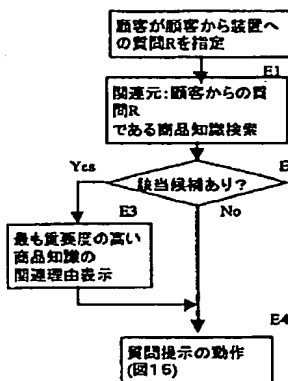 顧客が顧客から装置へ
の質問Rを指定
E1
関連元:顧客からの質
問R
である商品知識検索
Yes
E
該当候補あり?
E3
No
最も重要度の高い
商品知識の
関連理由表示
E4
質問提示の動作
(図15)